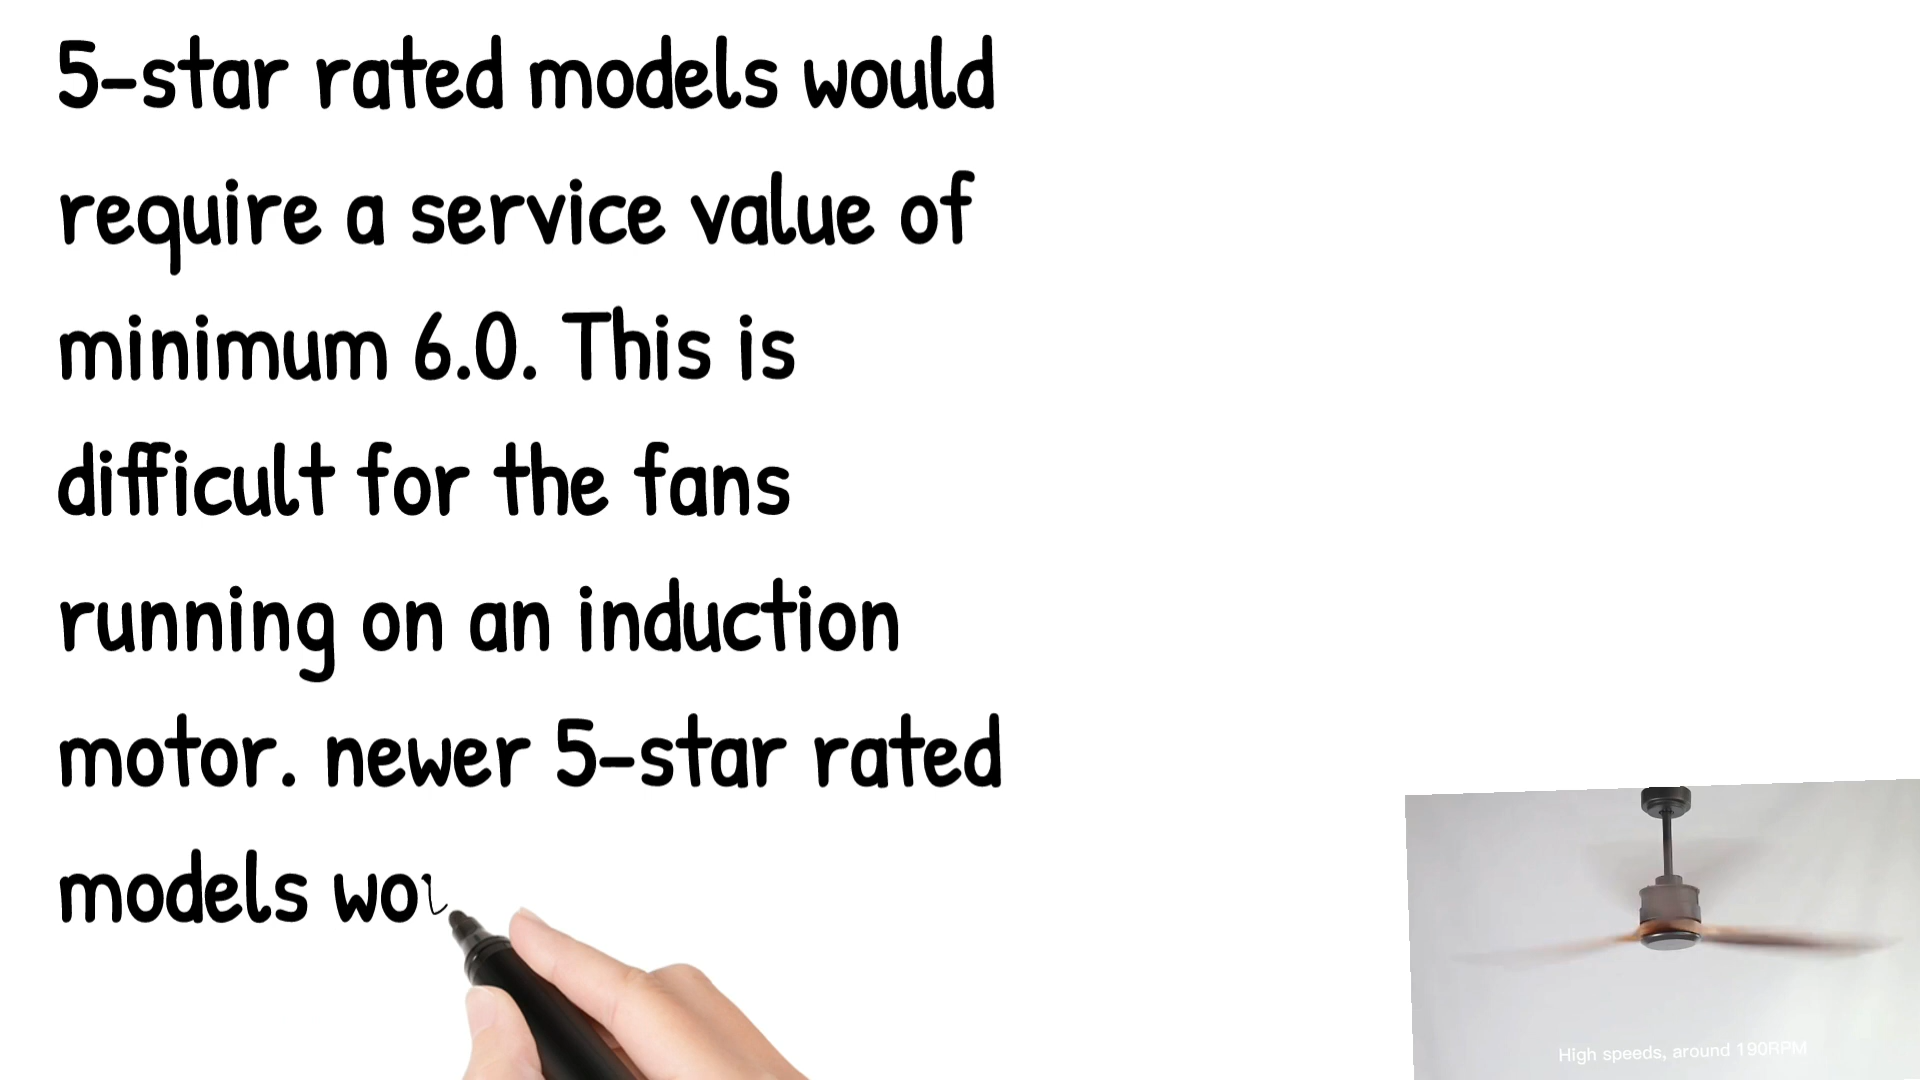 5-star rated models would
require a service value of
minimum 6.0. This is
difficult for the fans
running on an induction
motor. newer 5-star rated
models wo
High speeds, around 190RPM